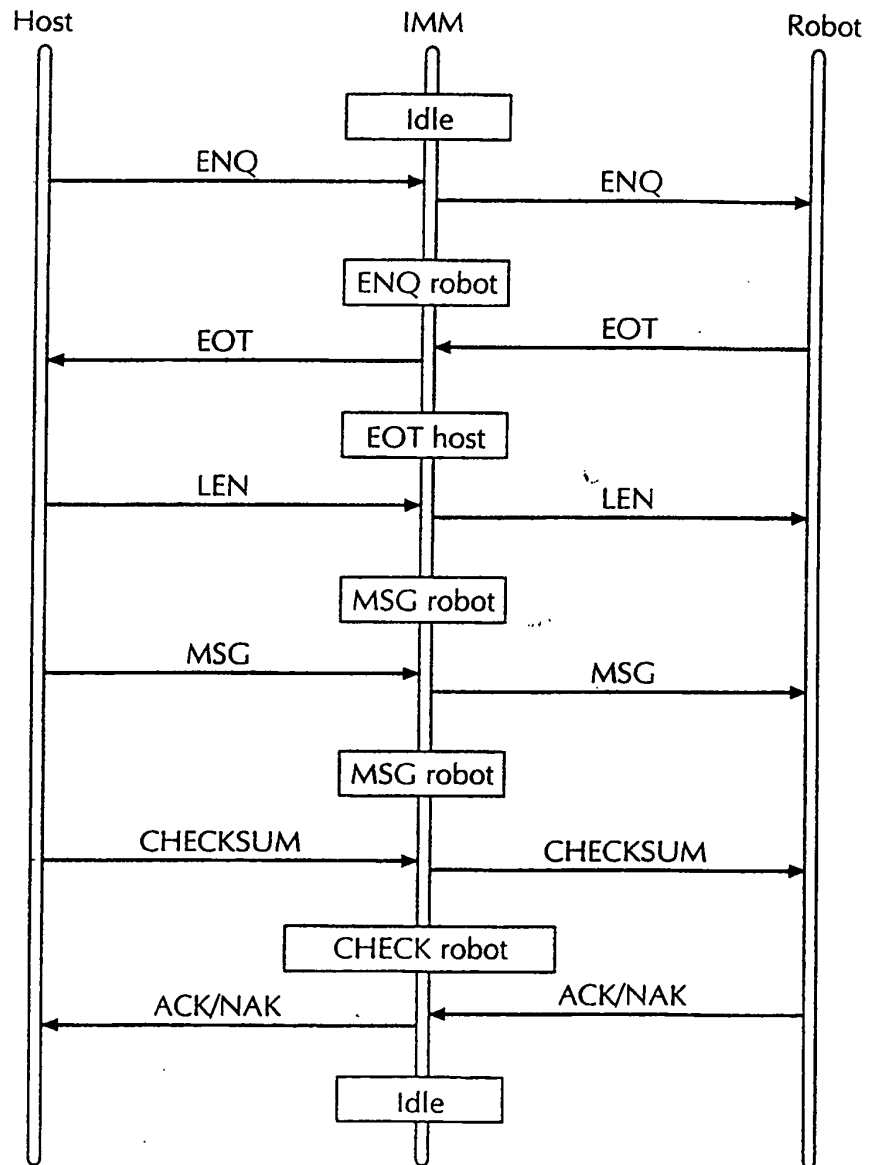 Host
IMM
Robot
Idle
ENQ
ENQ
ENQ robot
EOT
EOT
EOT host
LEN
LEN
MSG robot
MSG
MSG
MSG robot
CHECKSUM
CHECKSUM
CHECK robot
ACK/NAK
ACK/NAK
Idle